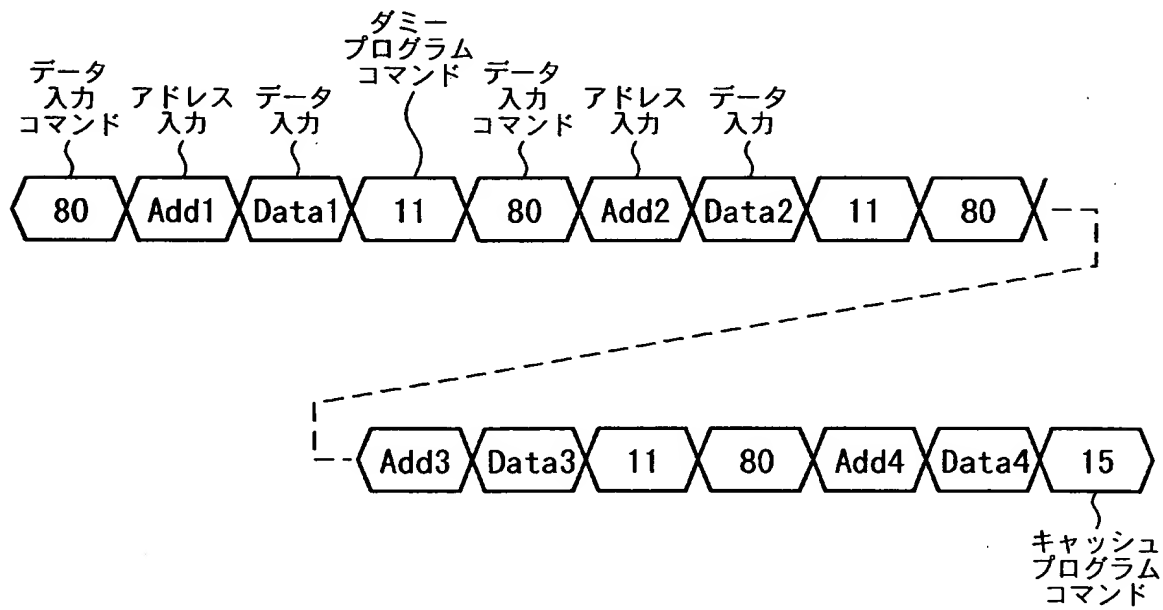 ダミー
プログラム
コマンド
データ
入力
コマンド
アドレス
入力
データ
入力
データ
入力
コマンド
アドレス
入力
データ
入力
80 Add1 Data1 11 80 Add2 Data2 11 80
Add3 Data3 11 80 Add4 Data4 15
キャッシュ
プログラム
コマンド